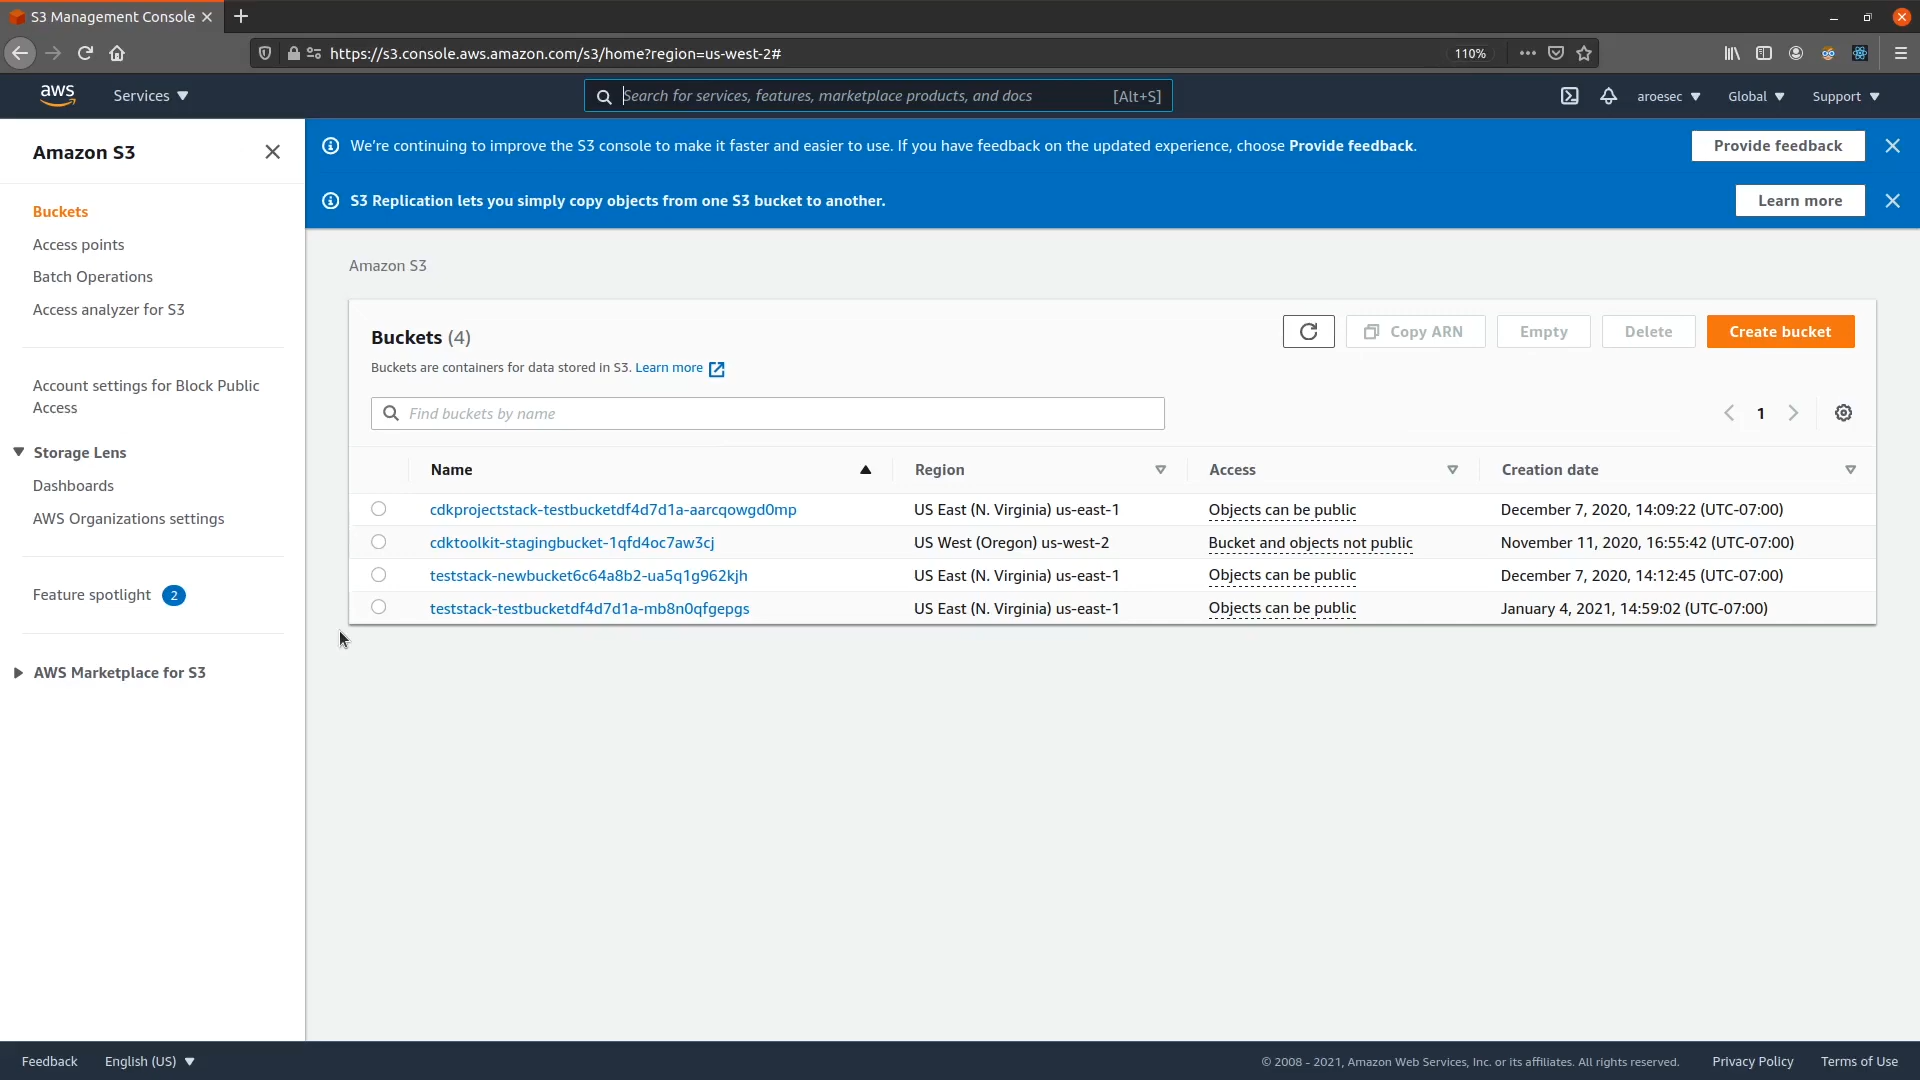 S3 Management Console
https://s3.console.aws.amazon.com/s3/home?region=us-west-2#
110%
aws
Services
Search for services, features, marketplace products, and docs
[Alt+S]
aroesec
Global
Support
Amazon S3
Buckets
Access points
Batch Operations
Access analyzer for S3
Account settings for Block Public
Access
Storage Lens
Dashboards
AWS Organizations settings
Feature spotlight 2
AWS Marketplace for S3
We're continuing to improve the S3 console to make it faster and easier to use. If you have feedback on the updated experience, choose Provide feedback.
Provide feedback
S3 Replication lets you simply copy objects from one S3 bucket to another.
Learn more
Amazon S3
Buckets (4)
Copy ARN
Empty
Delete
Create bucket
Buckets are containers for data stored in S3. Learn more
Find buckets by name
1
Name Region Access Creation date
cdkprojectstack-testbucketdf4d7d1a-aarcqowgd0mp US East (N. Virginia) us-east-1 Objects can be public December 7, 2020, 14:09:22 (UTC-07:00)
cdktoolkit-stagingbucket-1qfd4oc7aw3cj US West (Oregon) us-west-2 Bucket and objects not public November 11, 2020, 16:55:42 (UTC-07:00)
teststack-newbucket6c64a8b2-ua5q1g962kjh US East (N. Virginia) us-east-1 Objects can be public December 7, 2020, 14:12:45 (UTC-07:00)
teststack-testbucketdf4d7d1a-mb8n0qfgepgs US East (N. Virginia) us-east-1 Objects can be public January 4, 2021, 14:59:02 (UTC-07:00)
Feedback
English (US)
© 2008 - 2021, Amazon Web Services, Inc. or its affiliates. All rights reserved.
Privacy Policy
Terms of Use